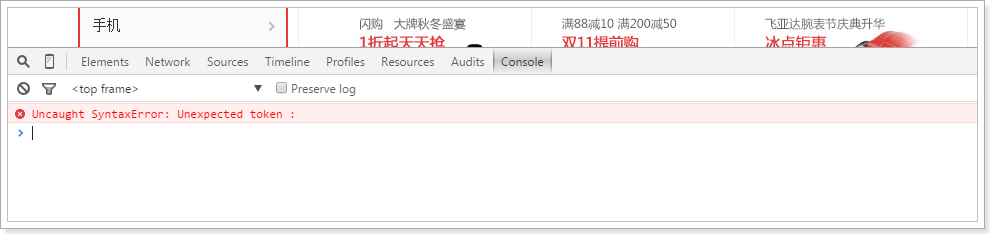 手机
闪购 大牌秋冬盛宴
1折起天天抢
满88减10 满200减50
双11提前购
飞亚达腕表节庆典升华
冰点钜惠
Elements Network Sources Timeline Profiles Resources Audits Console
<top frame> Preserve log
Uncaught SyntaxError: Unexpected token :